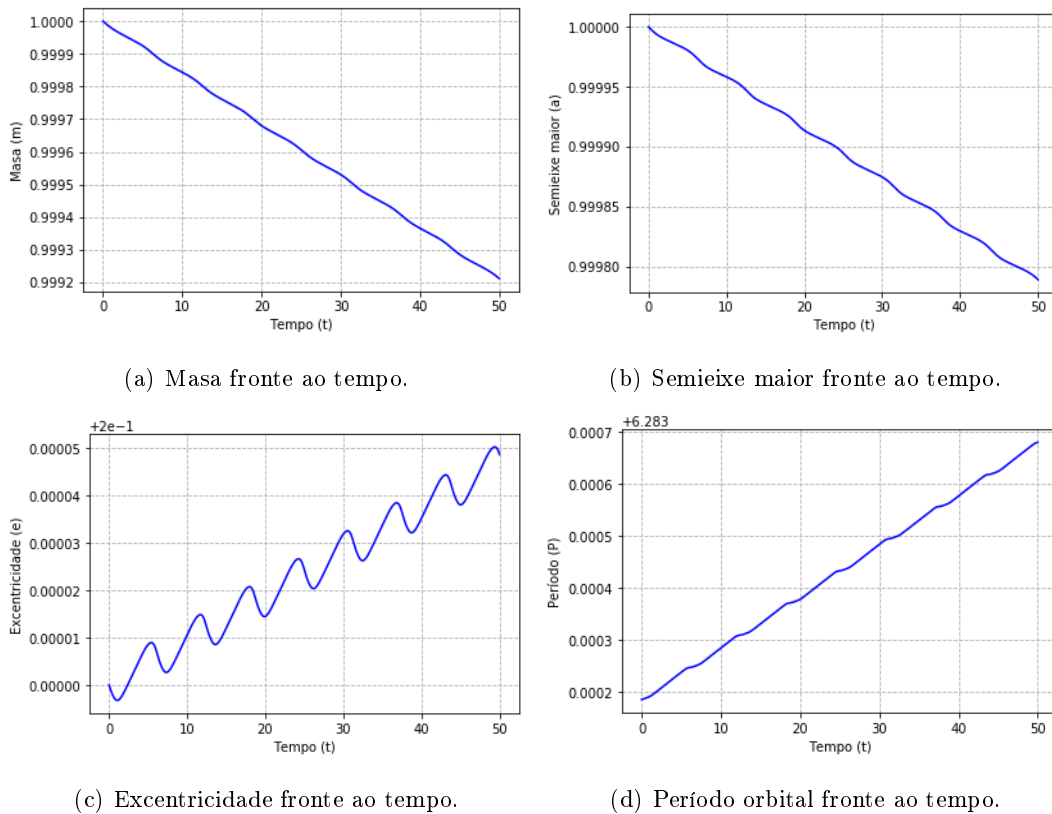 1.0000
0.9999
0.9998
0.9997
0.9996
0.9995
0.9994
0.9993
0.9992
Masa (m)
0 10 20 30 40 50
Tempo (t)
(a) Masa fronte ao tempo.
1.00000
0.99995
0.99990
0.99985
0.99980
Semieixe maior (a)
0 10 20 30 40 50
Tempo (t)
(b) Semieixe maior fronte ao tempo.
+2e−1
0.00005
0.00004
0.00003
0.00002
0.00001
0.00000
Excentricidade (e)
0 10 20 30 40 50
Tempo (t)
(c) Excentricidade fronte ao tempo.
+6.283
0.0007
0.0006
0.0005
0.0004
0.0003
0.0002
Período (P)
0 10 20 30 40 50
Tempo (t)
(d) Período orbital fronte ao tempo.